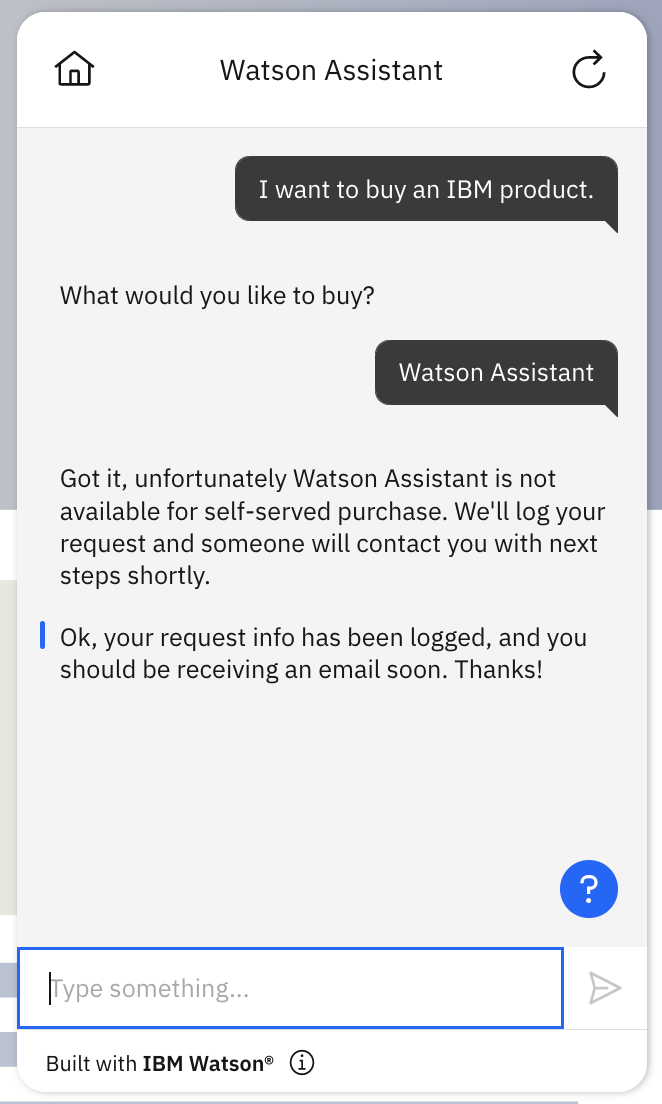 Watson Assistant
I want to buy an IBM product.
What would you like to buy?
Watson Assistant
Got it, unfortunately Watson Assistant is not
available for self-served purchase. We'll log your
request and someone will contact you with next
steps shortly.
Ok, your request info has been logged, and you
should be receiving an email soon. Thanks!
?
Type something...
Built with IBM Watson®